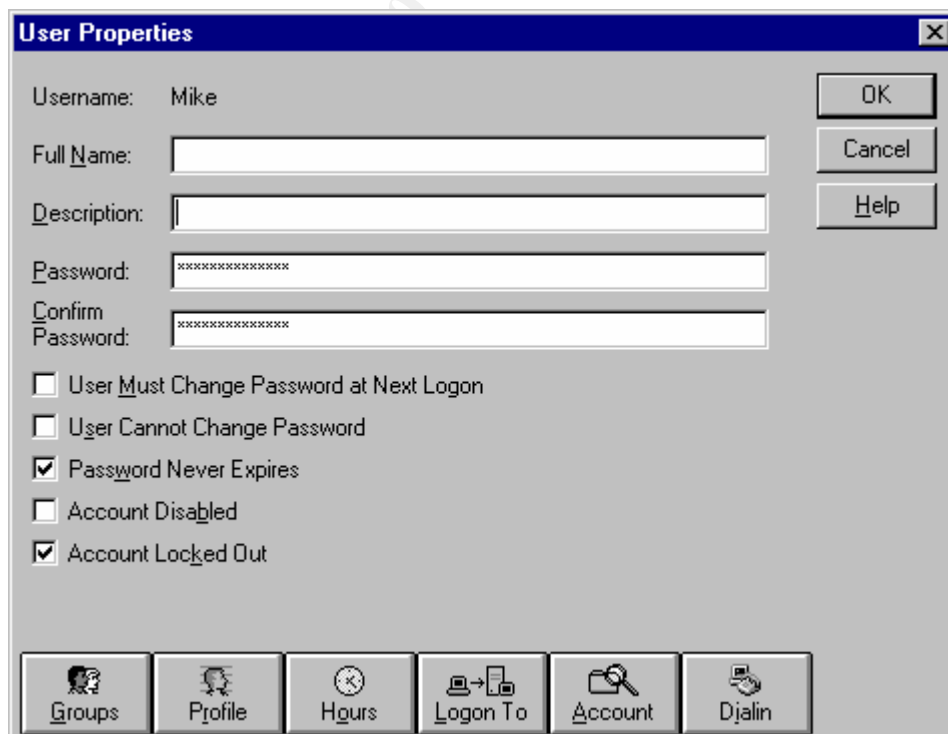 User Properties
Username: Mike
OK
Full Name:
Cancel
Description:
Help
Password: **************
Confirm
Password: **************
User Must Change Password at Next Logon
User Cannot Change Password
Password Never Expires
Account Disabled
Account Locked Out
Groups
Profile
Hours
Logon To
Account
Dialin